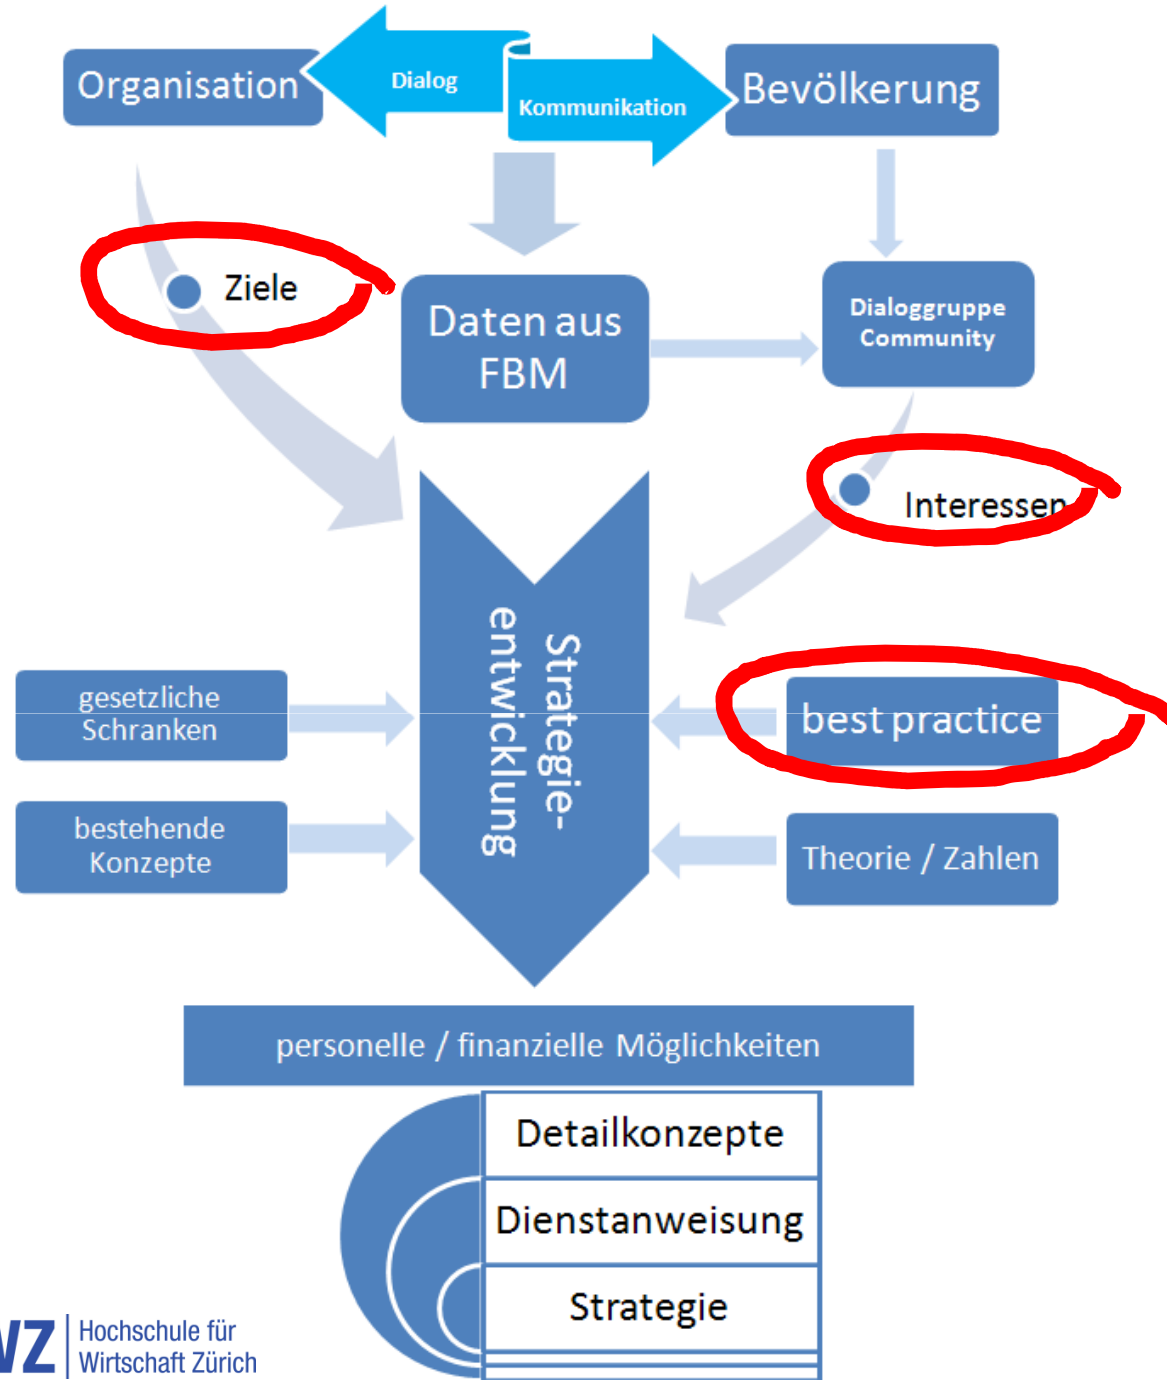 Organisation
Dialog
Kommunikation
Bevölkerung
Ziele
Daten aus
FBM
Dialoggruppe
Community
Interessen
Strategie-
entwicklung
gesetzliche
Schranken
best practice
bestehende
Konzepte
Theorie / Zahlen
personelle / finanzielle Möglichkeiten
Detailkonzepte
Dienstanweisung
Strategie
WZ
Hochschule für
Wirtschaft Zürich